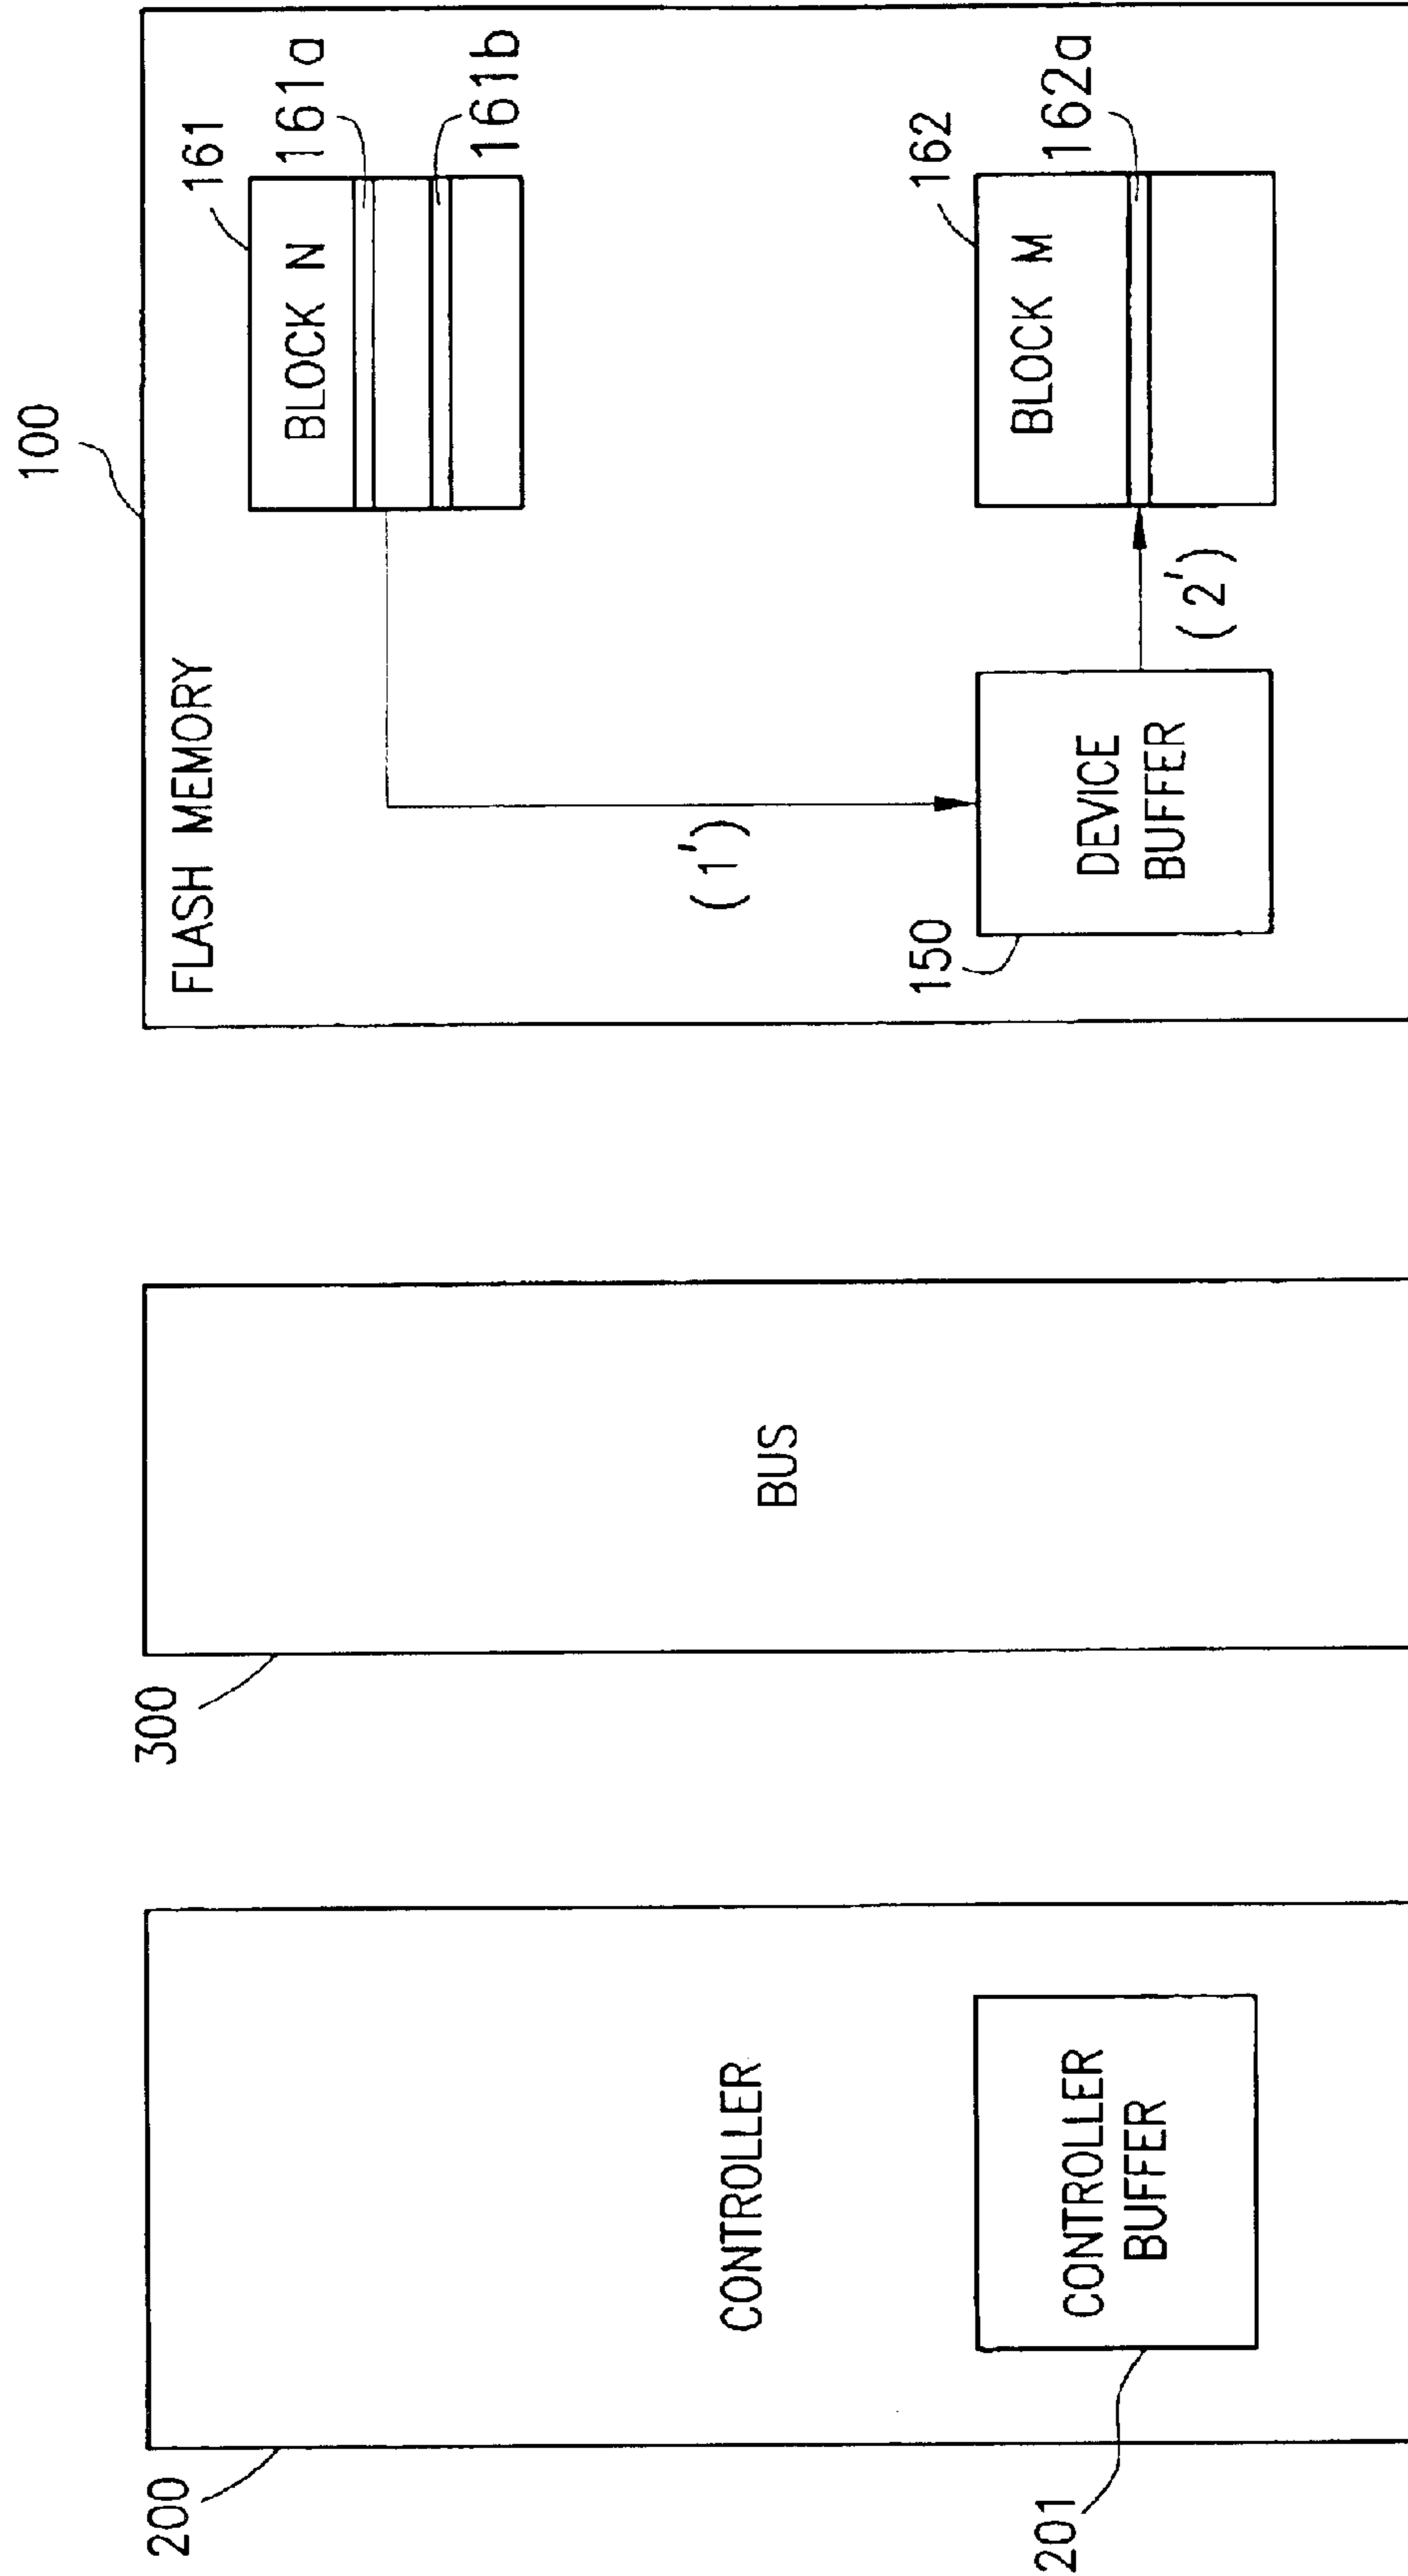 200
CONTROLLER
CONTROLLER
BUFFER
201
300
BUS
100
FLASH MEMORY
BLOCK N
161
161a
161b
(1')
150
DEVICE
BUFFER
(2')
BLOCK M
162
162a